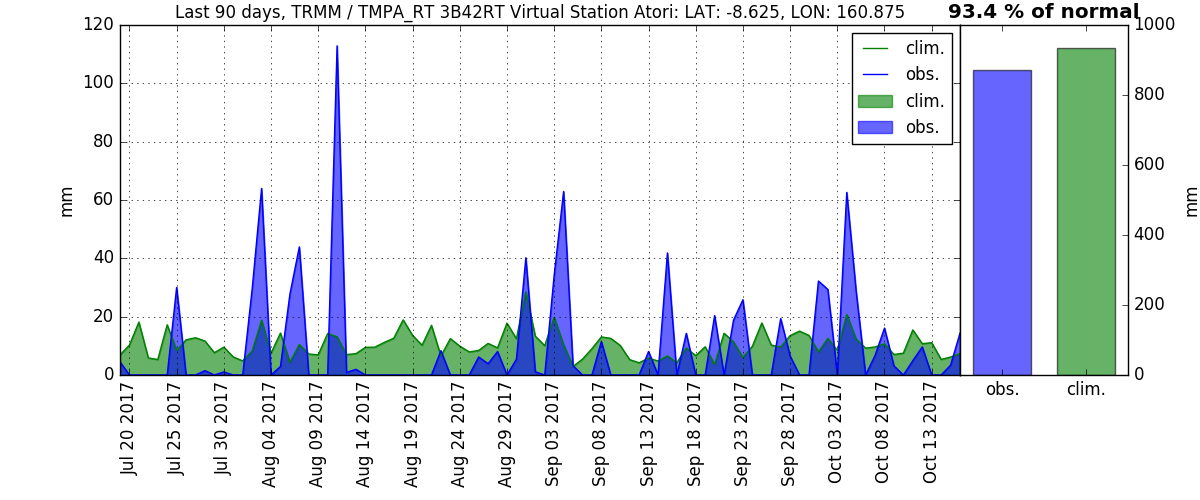 Last 90 days, TRMM / TMPA_RT 3B42RT Virtual Station Atori: LAT: -8.625, LON: 160.875
93.4 % of normal
120
100
80
60
40
20
0
mm
clim.
obs.
clim.
obs.
Jul 20 2017
Jul 25 2017
Jul 30 2017
Aug 04 2017
Aug 09 2017
Aug 14 2017
Aug 19 2017
Aug 24 2017
Aug 29 2017
Sep 03 2017
Sep 08 2017
Sep 13 2017
Sep 18 2017
Sep 23 2017
Sep 28 2017
Oct 03 2017
Oct 08 2017
Oct 13 2017
1000
800
600
400
200
0
mm
obs.
clim.